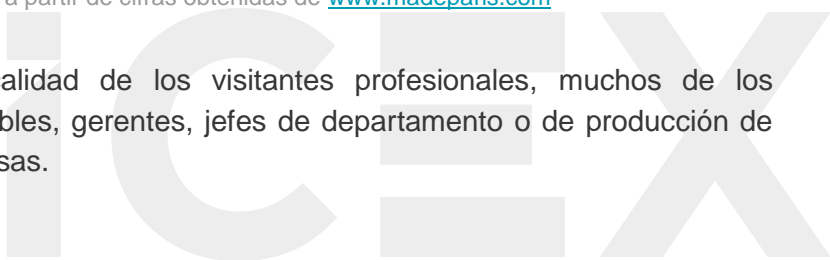 a partir de cifras obtenidas de www.madeparis.com
calidad de los visitantes profesionales, muchos de los
bles, gerentes, jefes de departamento o de producción de
sas.
ICEX